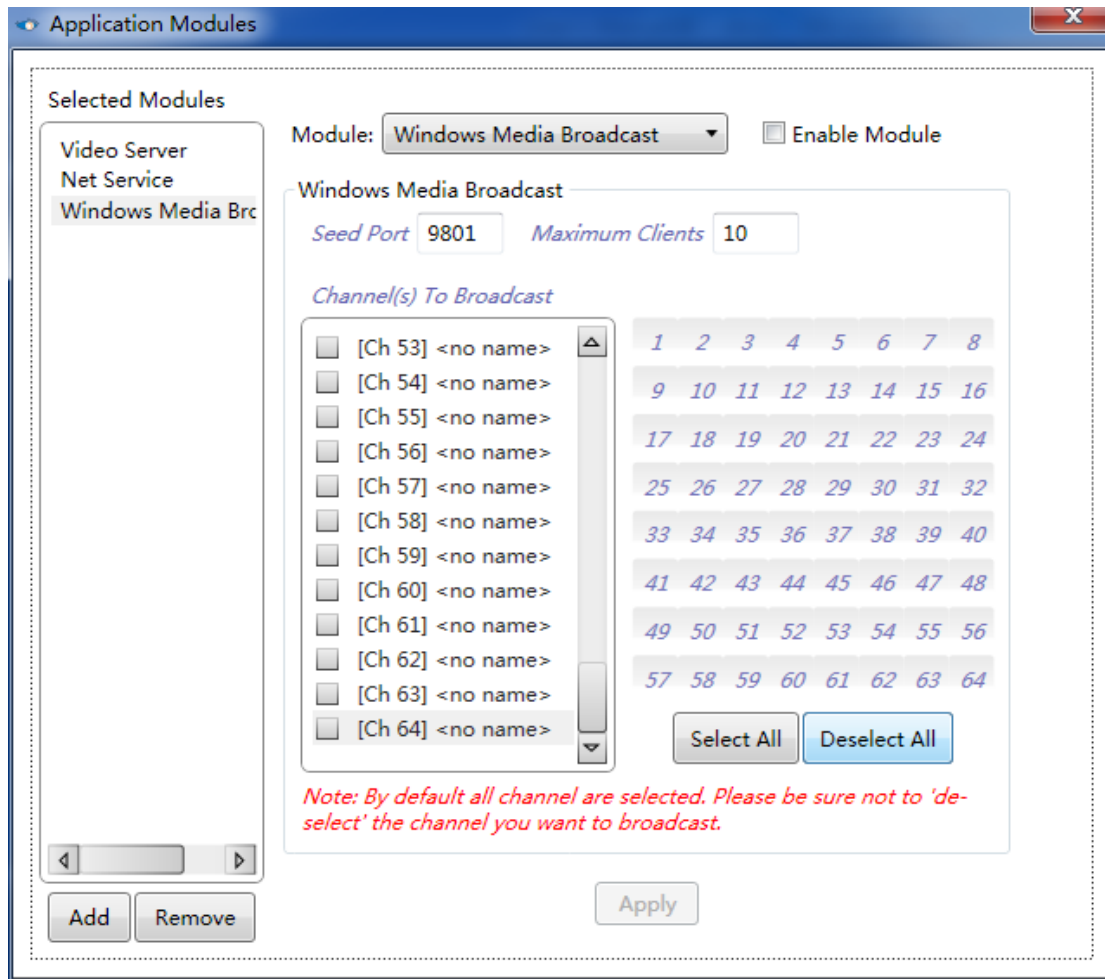 Application Modules
Selected Modules
Video Server
Net Service
Windows Media Brc
Add
Remove
Module: Windows Media Broadcast
Enable Module
Windows Media Broadcast
Seed Port 9801 Maximum Clients 10
Channel(s) To Broadcast
[Ch 53] <no name>
[Ch 54] <no name>
[Ch 55] <no name>
[Ch 56] <no name>
[Ch 57] <no name>
[Ch 58] <no name>
[Ch 59] <no name>
[Ch 60] <no name>
[Ch 61] <no name>
[Ch 62] <no name>
[Ch 63] <no name>
[Ch 64] <no name>
1 2 3 4 5 6 7 8
9 10 11 12 13 14 15 16
17 18 19 20 21 22 23 24
25 26 27 28 29 30 31 32
33 34 35 36 37 38 39 40
41 42 43 44 45 46 47 48
49 50 51 52 53 54 55 56
57 58 59 60 61 62 63 64
Select All
Deselect All
Note: By default all channel are selected. Please be sure not to 'de-
select' the channel you want to broadcast.
Apply